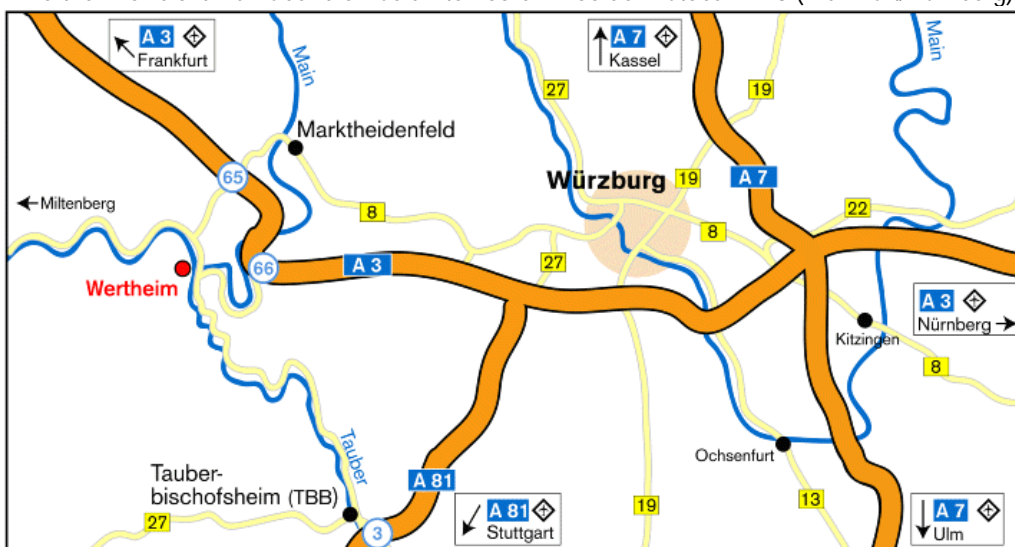 A 3
Frankfurt
Main
27
A 7
Kassel
19
Main
Marktheidenfeld
65
Würzburg
19
A 7
Miltenberg
8
22
8
66
A 3
27
Wertheim
A 3
Nürnberg
Kitzingen
8
Tauber
Ochsenfurt
Tauber-
bischofsheim (TBB)
A 81
27
3
A 81
Stuttgart
19
13
A 7
Ulm